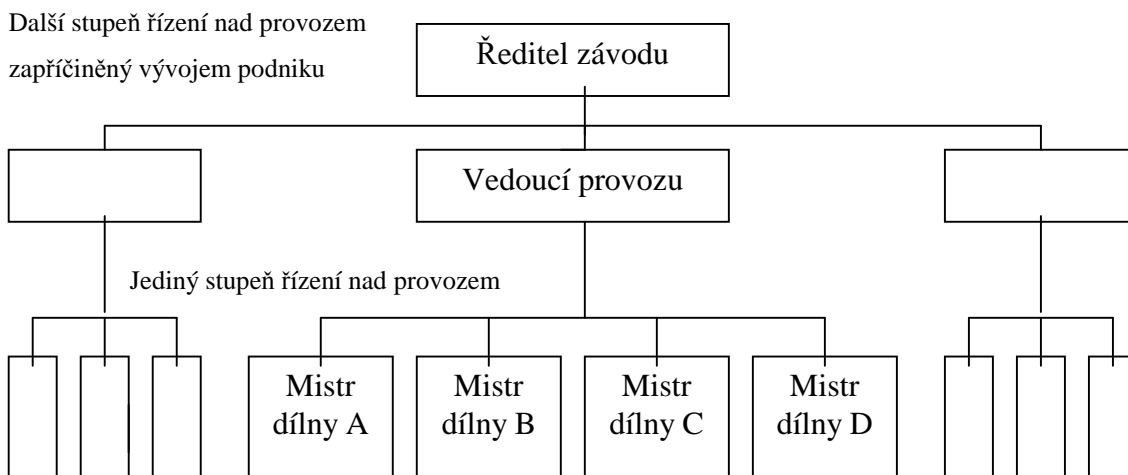 Další stupeň řízení nad provozem
zapříčiněný vývojem podniku
Ředitel závodu
Vedoucí provozu
Jediný stupeň řízení nad provozem
Mistr
dílny A
Mistr
dílny B
Mistr
dílny C
Mistr
dílny D